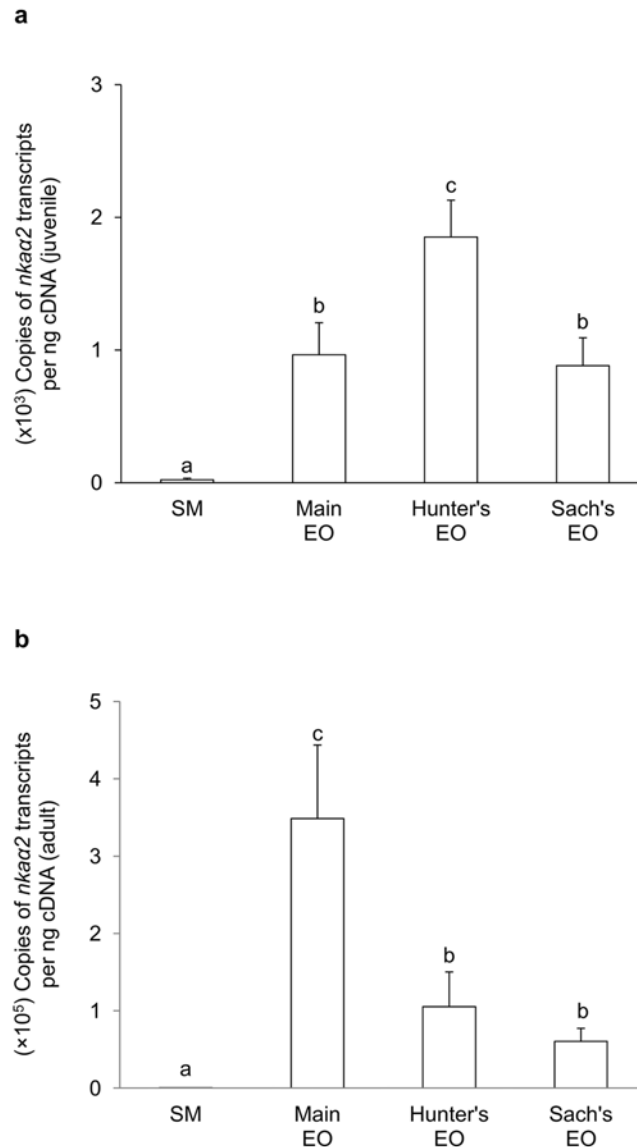 a
(x10³) Copies of nkaα2 transcripts
per ng cDNA (juvenile)
3
2
1
0
a
b
c
b
SM
Main
EO
Hunter's
EO
Sach's
EO
b
(×10⁵) Copies of nkaα2 transcripts
per ng cDNA (adult)
5
4
3
2
1
0
a
c
b
b
SM
Main
EO
Hunter's
EO
Sach's
EO